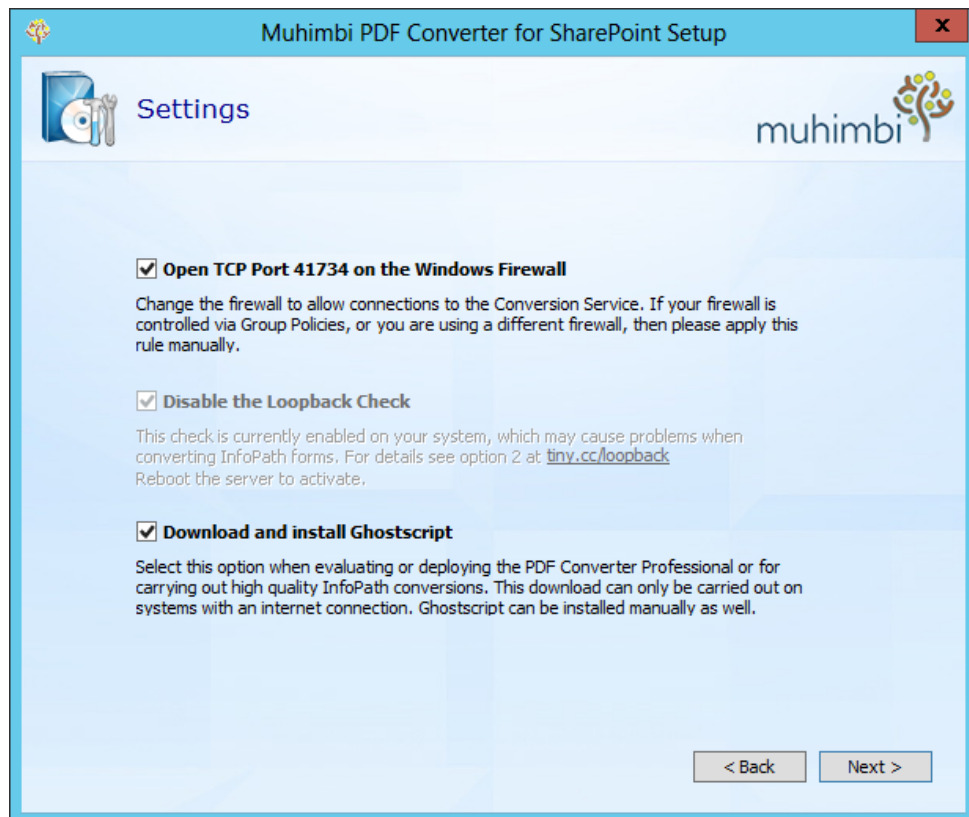 Muhimbi PDF Converter for SharePoint Setup
x
Settings
muhimbi
Open TCP Port 41734 on the Windows Firewall
Change the firewall to allow connections to the Conversion Service. If your firewall is
controlled via Group Policies, or you are using a different firewall, then please apply this
rule manually.
Disable the Loopback Check
This check is currently enabled on your system, which may cause problems when
converting InfoPath forms. For details see option 2 at tiny.cc/loopback
Reboot the server to activate.
Download and install Ghostscript
Select this option when evaluating or deploying the PDF Converter Professional or for
carrying out high quality InfoPath conversions. This download can only be carried out on
systems with an internet connection. Ghostscript can be installed manually as well.
< Back Next >